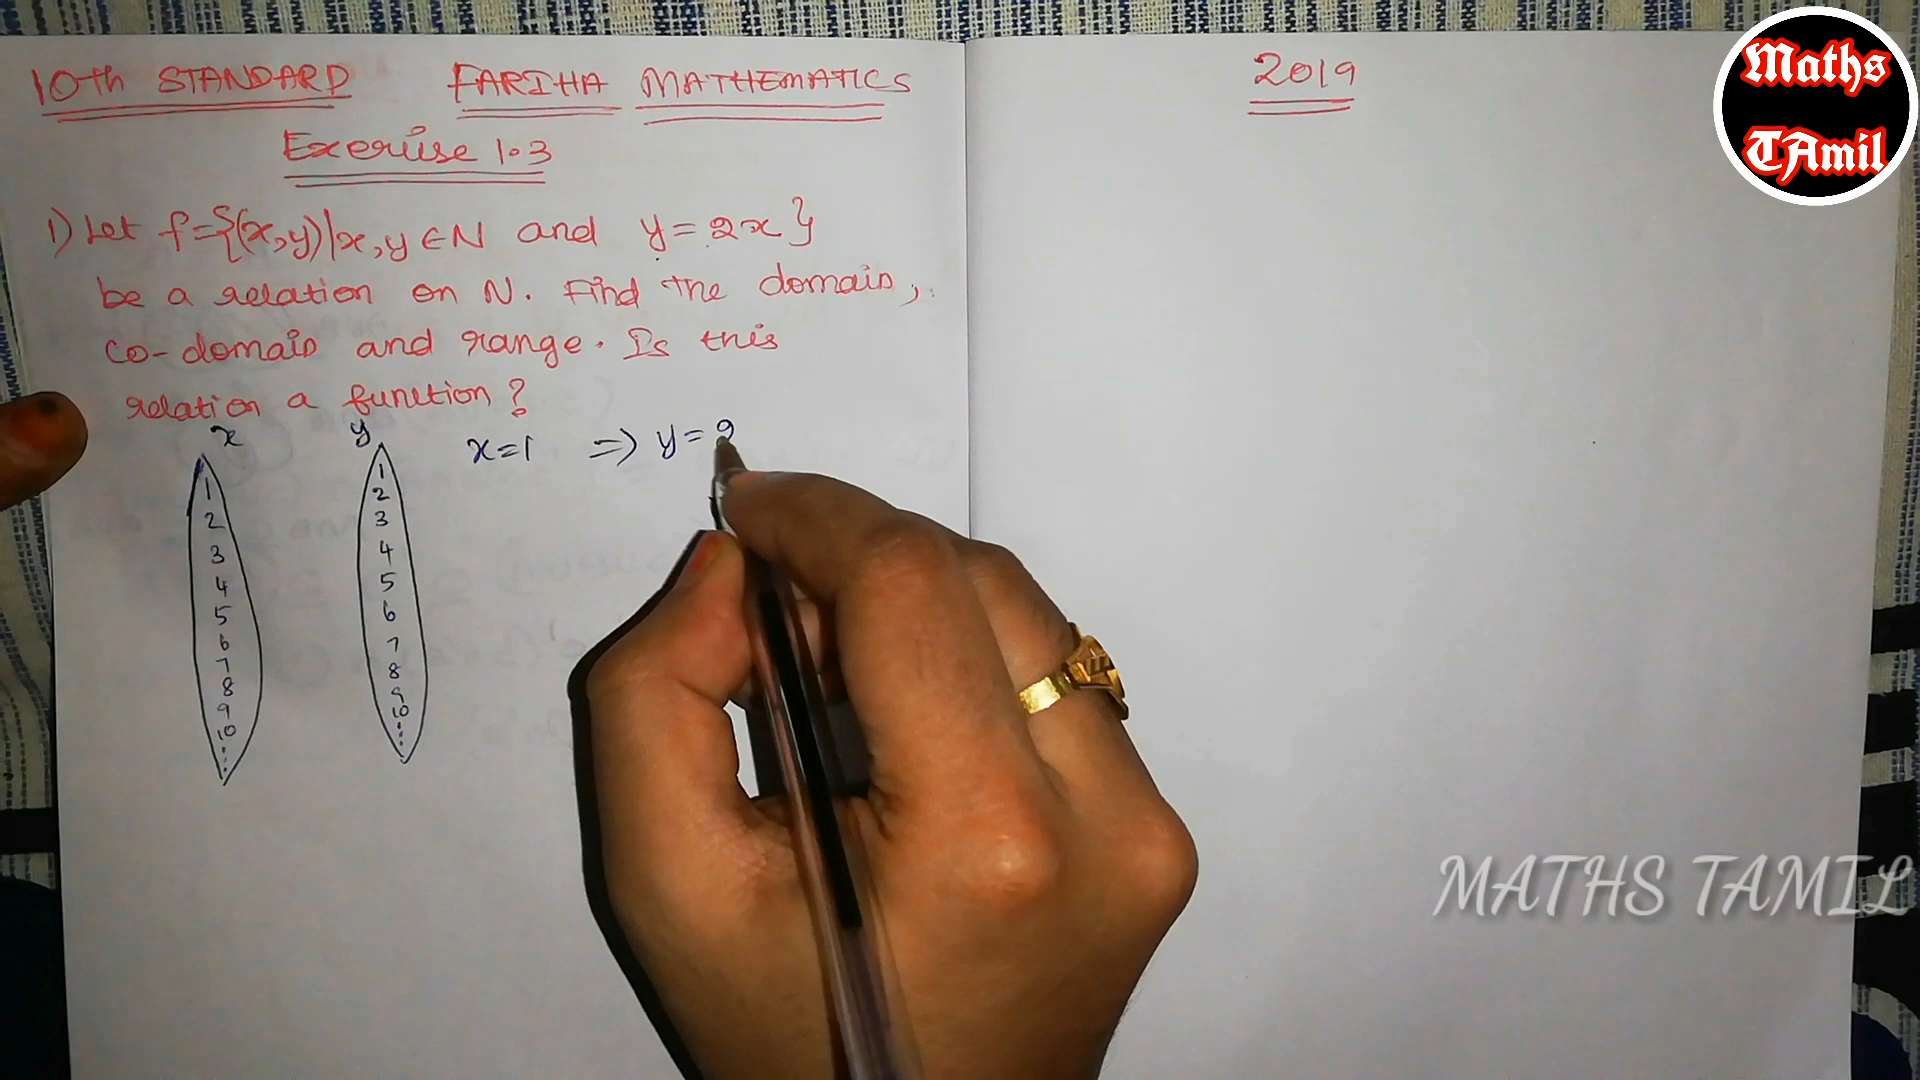 10th STANDARD FARIHA MATHEMATICS
Exercise 1.3
1) Let f={(x,y)|x,y∈N and y=2x}
be a relation on N. Find the domain,
co-domain and range. Is this
relation a function?
x y
x=1 ⇒ y=2
1
2
3
4
5
6
7
8
9
10
⋮
1
2
3
4
5
6
7
8
9
10
⋮
2019
Maths
TAmil
MATHS TAMIL